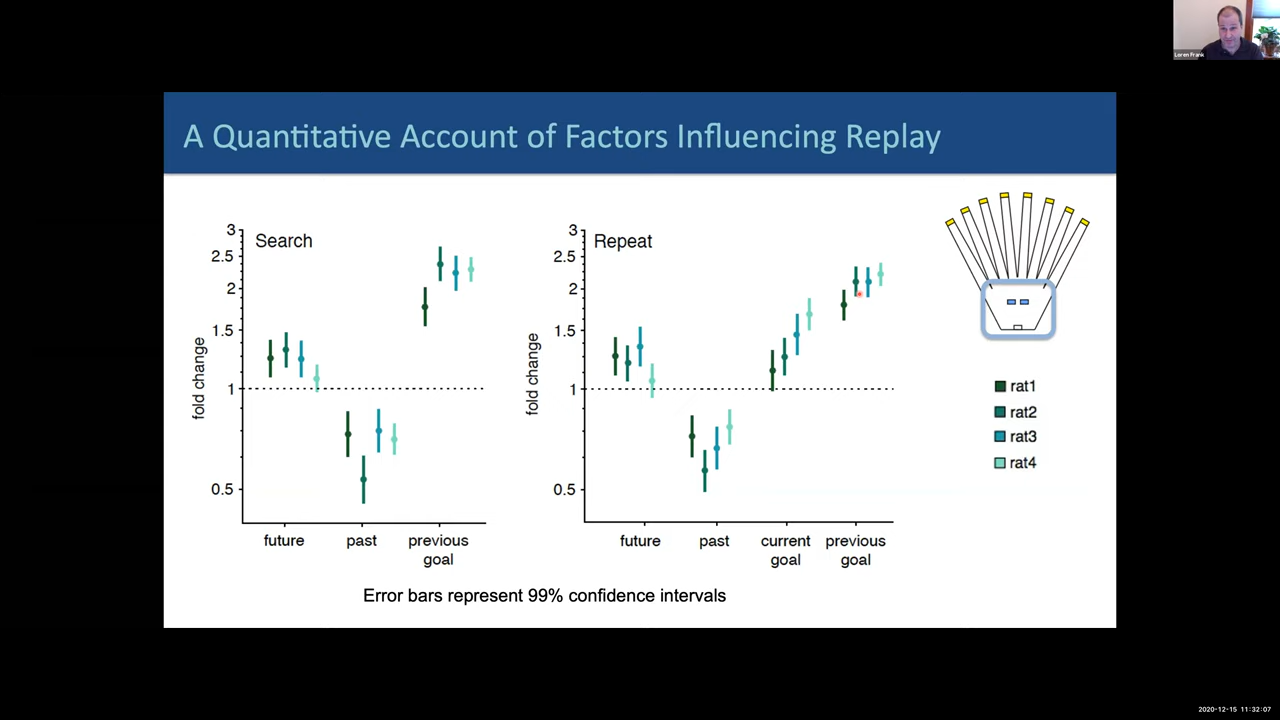 Loren Frank
A Quantitative Account of Factors Influencing Replay
3
2.5
2
1.5
1
0.5
fold change
Search
future
past
previous
goal
3
2.5
2
1.5
1
0.5
fold change
Repeat
future
past
current
goal
previous
goal
rat1
rat2
rat3
rat4
Error bars represent 99% confidence intervals
2020-12-15 11:32:07